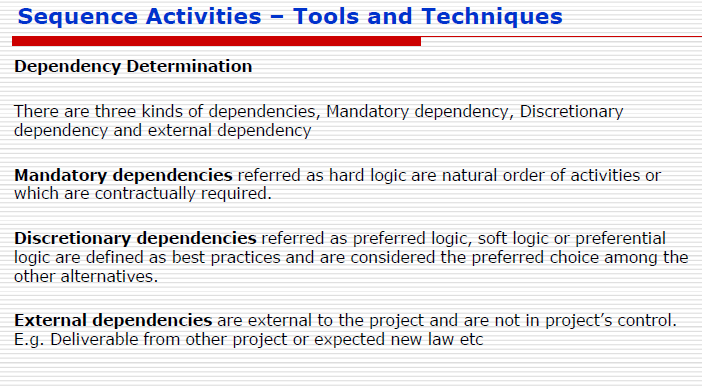 Sequence Activities – Tools and Techniques
Dependency Determination
There are three kinds of dependencies, Mandatory dependency, Discretionary
dependency and external dependency
Mandatory dependencies referred as hard logic are natural order of activities or
which are contractually required.
Discretionary dependencies referred as preferred logic, soft logic or preferential
logic are defined as best practices and are considered the preferred choice among the
other alternatives.
External dependencies are external to the project and are not in project’s control.
E.g. Deliverable from other project or expected new law etc